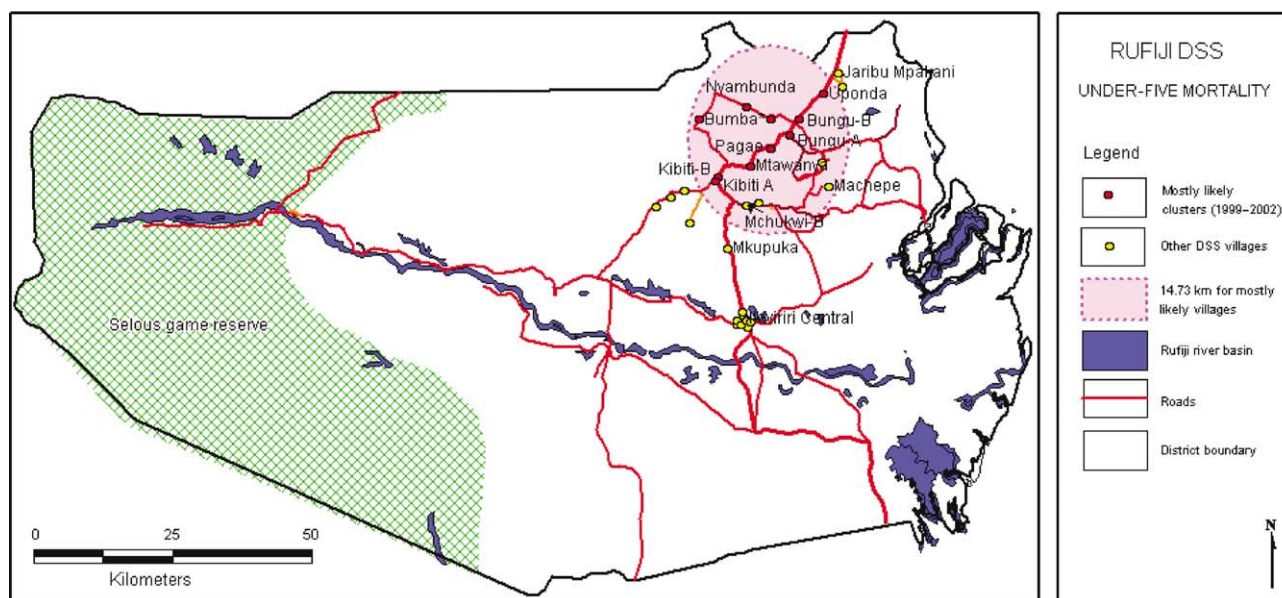 Jaribu Mpakani
Nyambunda
Uponda
Bumba*
Bungu-B
Bungu-A
Pagae
Kibiti-B
Mtawanya
Kibiti A
Machepe
Mchukwi-B
Mkupuka
Central
Selous game reserve
0 25 50
Kilometers
RUFIJI DSS
UNDER-FIVE MORTALITY
Legend
Mostly likely
clusters (1999–2002)
Other DSS villages
14.73 km for mostly
likely villages
Rufiji river basin
Roads
District boundary
N